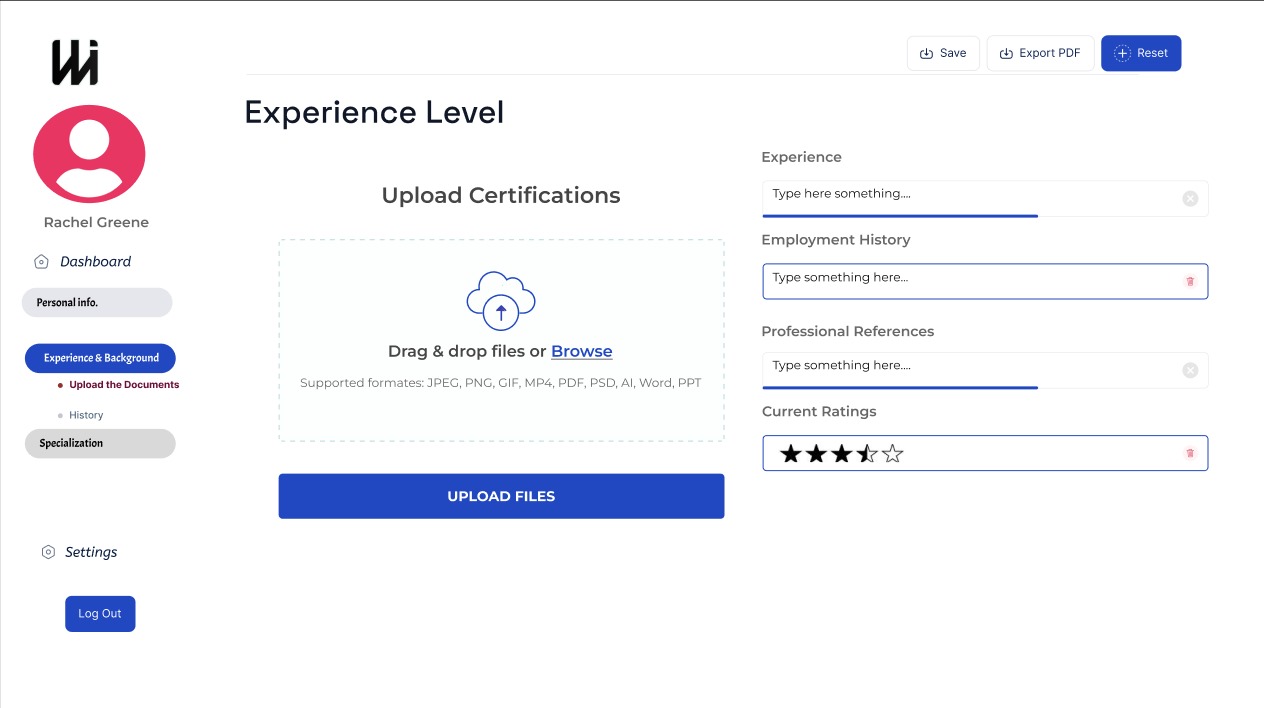 Save
Export PDF
Reset
Experience Level
Rachel Greene
Dashboard
Personal info.
Experience & Background
Upload the Documents
History
Specialization
Settings
Log Out
Upload Certifications
Drag & drop files or Browse
Supported formates: JPEG, PNG, GIF, MP4, PDF, PSD, AI, Word, PPT
UPLOAD FILES
Experience
Type here something....
Employment History
Type something here...
Professional References
Type something here....
Current Ratings